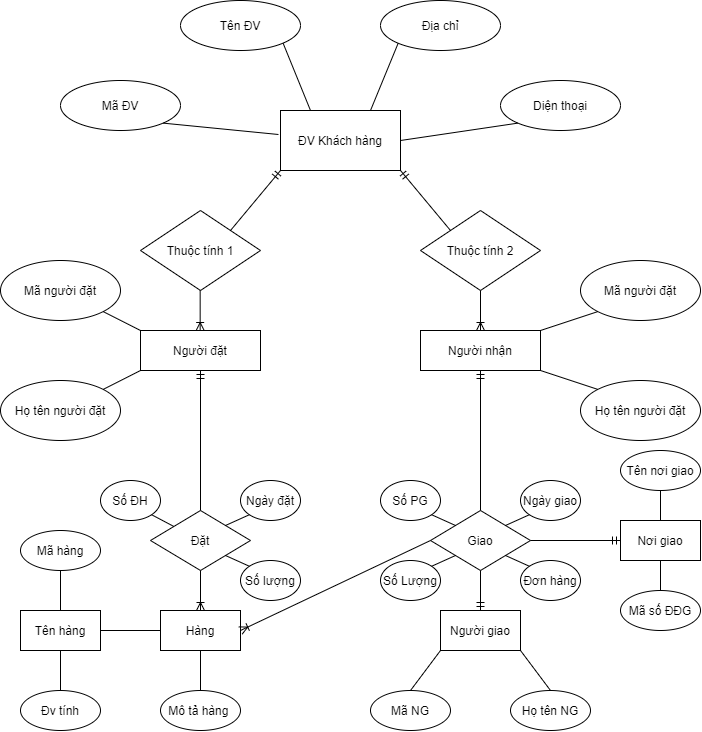 Tên ĐV
Địa chỉ
Mã ĐV
Diện thoại
ĐV Khách hàng
Thuộc tính 1
Thuộc tính 2
Mã người đặt
Mã người đặt
Người đặt
Người nhận
Họ tên người đặt
Họ tên người đặt
Tên nơi giao
Số ĐH
Ngày đặt
Số PG
Ngày giao
Đặt
Giao
Nơi giao
Mã hàng
Số lượng
Số Lượng
Đơn hàng
Mã số ĐĐG
Tên hàng
Hàng
Người giao
Đv tính
Mô tả hàng
Mã NG
Họ tên NG